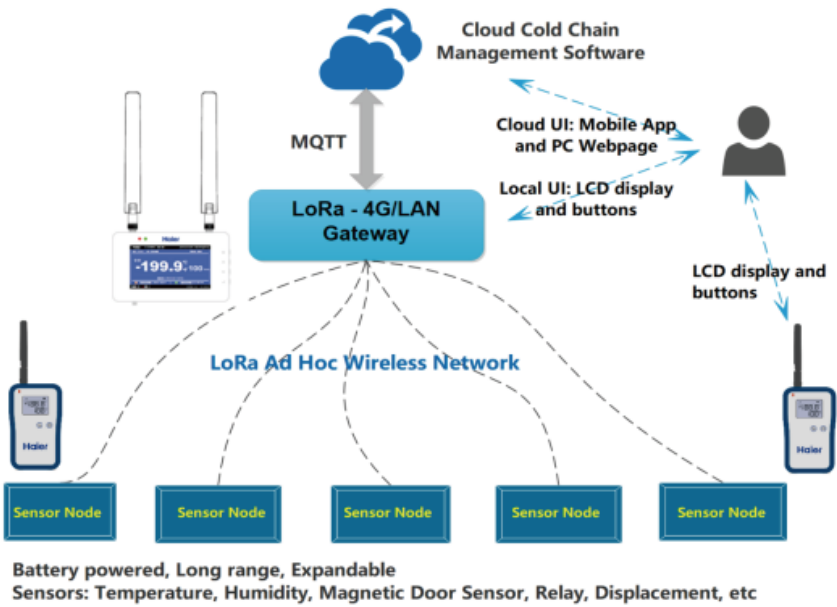 Cloud Cold Chain
Management Software
MQTT
Cloud UI: Mobile App
and PC Webpage
Local UI: LCD display
and buttons
LoRa - 4G/LAN
Gateway
Haier
-199.9
LCD display and
buttons
LoRa Ad Hoc Wireless Network
Haier
Haier
Sensor Node
Sensor Node
Sensor Node
Sensor Node
Sensor Node
Battery powered, Long range, Expandable
Sensors: Temperature, Humidity, Magnetic Door Sensor, Relay, Displacement, etc